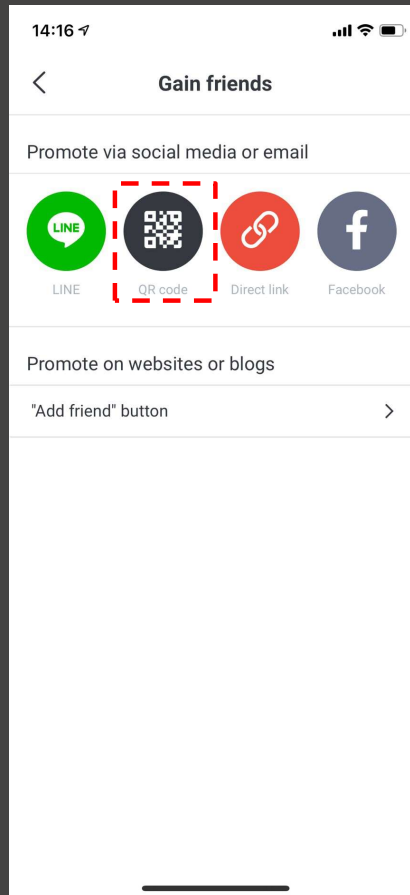 14:16
Gain friends
Promote via social media or email
LINE
LINE QR code Direct link Facebook
Promote on websites or blogs
"Add friend" button